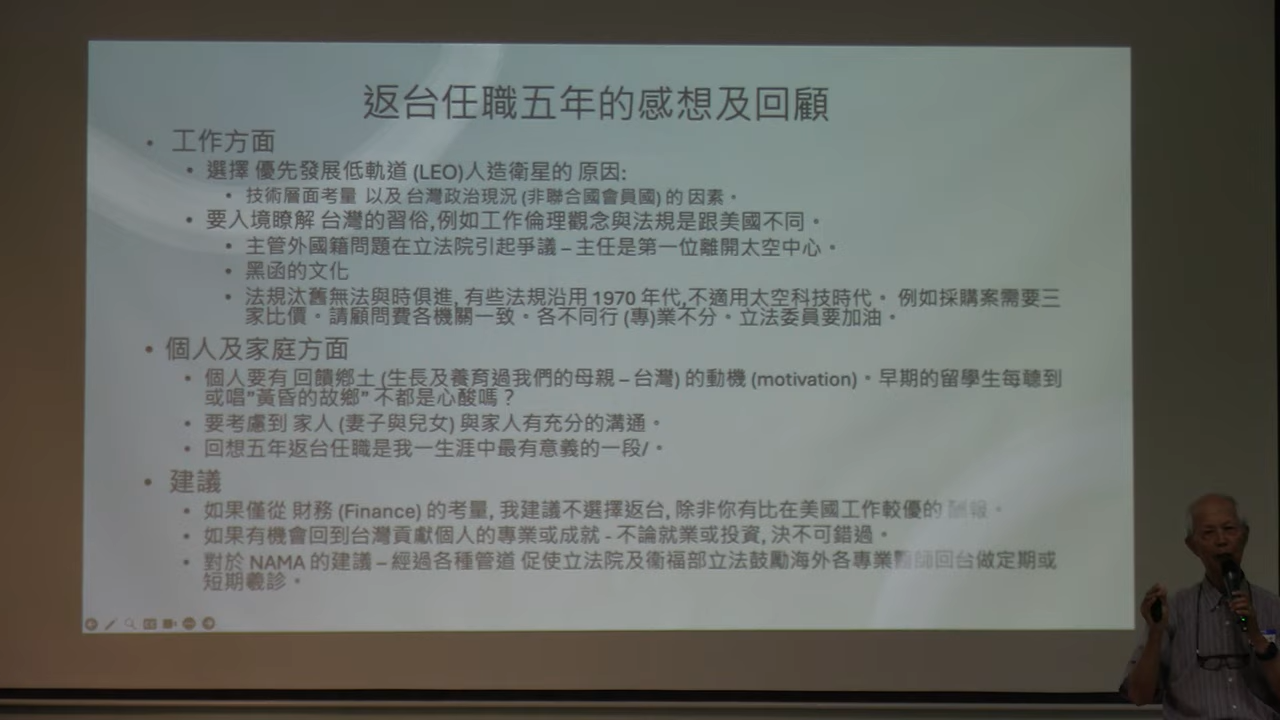 返台任職五年的感想及回顧
• 工作方面
• 選擇 優先發展低軌道 (LEO)人造衛星的 原因:
• 技術層面考量 以及 台灣政治現況 (非聯合國會員國) 的 因素。
• 要入境瞭解 台灣的習俗,例如工作倫理觀念與法規是跟美國不同。
• 主管外國籍問題在立法院引起爭議 – 主任是第一位離開太空中心。
• 黑函的文化
• 法規汰舊無法與時俱進, 有些法規沿用 1970 年代,不適用太空科技時代。 例如採購案需要三
家比價。請顧問費各機關一致。各不同行 (專)業不分。立法委員要加油。
• 個人及家庭方面
• 個人要有 回饋鄉土 (生長及養育過我們的母親 – 台灣) 的動機 (motivation)。早期的留學生每聽到
或唱"黃昏的故鄉" 不都是心酸嗎？
• 要考慮到 家人 (妻子與兒女) 與家人有充分的溝通。
• 回想五年返台任職是我一生涯中最有意義的一段/。
• 建議
• 如果僅從 財務 (Finance) 的考量, 我建議不選擇返台, 除非你有比在美國工作較優的 酬報。
• 如果有機會回到台灣貢獻個人的專業或成就 - 不論就業或投資, 決不可錯過。
• 對於 NAMA 的建議 – 經過各種管道 促使立法院及衞福部立法鼓勵海外各專業醫師回台做定期或
短期羲診。